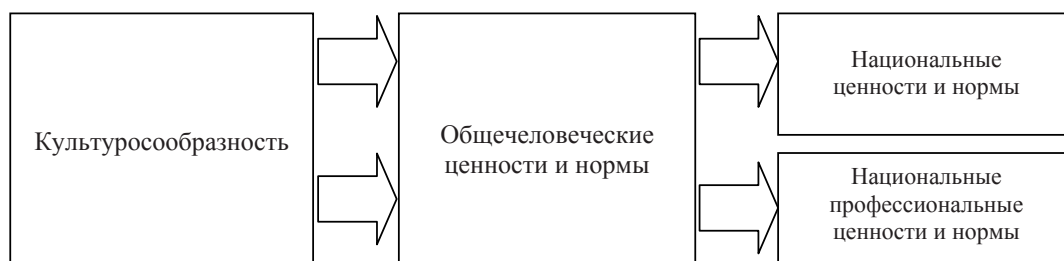 Культуросообразность
Общечеловеческие
ценности и нормы
Национальные
ценности и нормы
Национальные
профессиональные
ценности и нормы